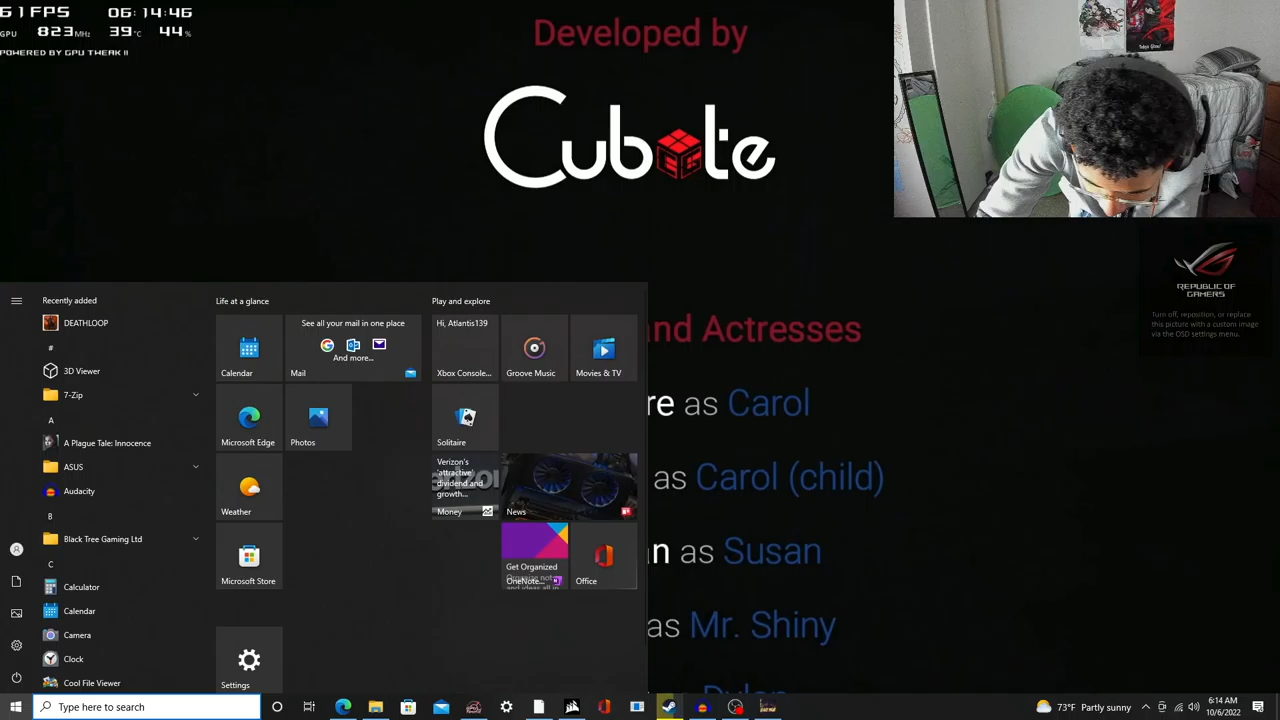 61 FPS
06:14:46
GPU 823 MHz 39 °C 44 %
POWERED BY GPU TWEAK II
Developed by
Cubote
EG
REPUBLIC OF
GAMERS
Turn off, reposition, or replace
this picture with a custom image
via the OSD settings menu.
nd Actresses
re as Carol
as Carol (child)
n as Susan
as Mr. Shiny
Recently added
DEATHLOOP
#
3D Viewer
7-Zip
A
A Plague Tale: Innocence
ASUS
Audacity
B
Black Tree Gaming Ltd
C
Calculator
Calendar
Camera
Clock
Cool File Viewer
Life at a glance
Calendar
See all your mail in one place
And more...
Mail
Microsoft Edge
Photos
Weather
Microsoft Store
Settings
Play and explore
Hi, Atlantis139
Xbox Console...
Groove Music
Movies & TV
Solitaire
Verizon's
'attractive'
dividend and
growth...
Money
News
Get Organized
OneNote...
Office
Type here to search
73°F Partly sunny
6:14 AM
10/6/2022